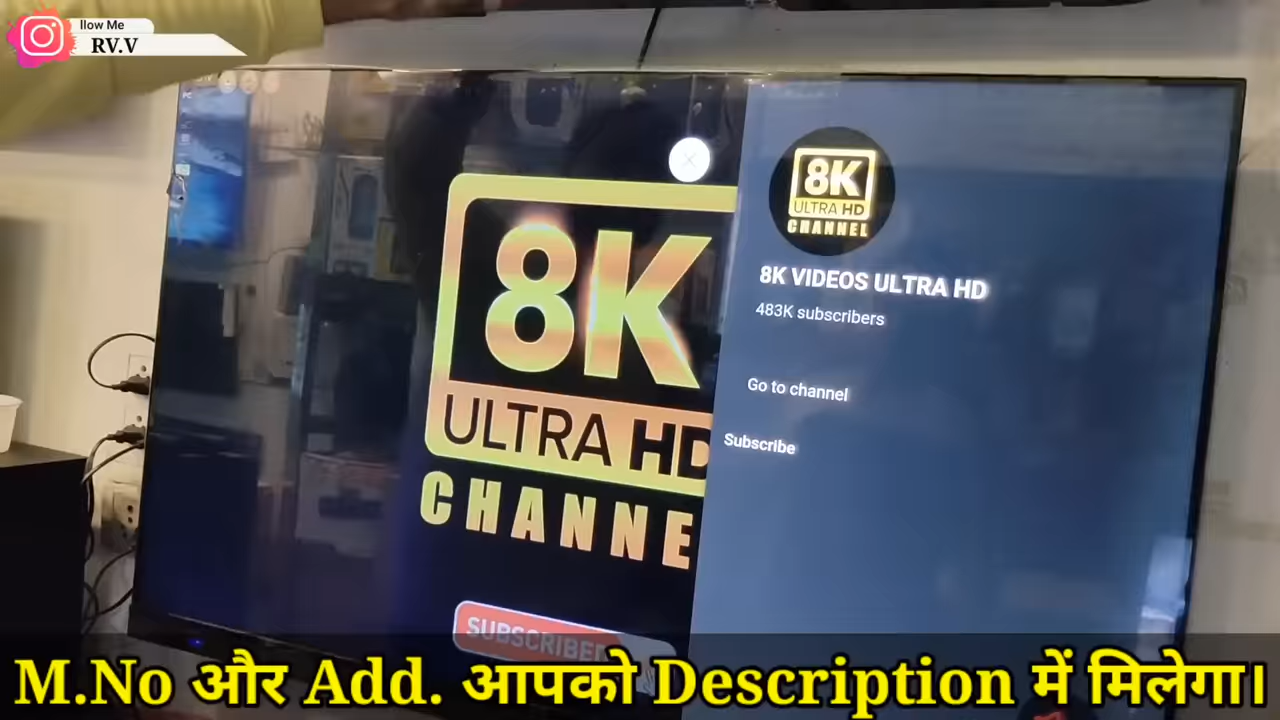 llow Me
RV.V
8K
ULTRA HD
CHANNEL
8K VIDEOS ULTRA HD
483K subscribers
Go to channel
Subscribe
8K
ULTRA HD
CHANNE
SUBSCRIBED
M.No और Add. आपको Description में मिलेगा।